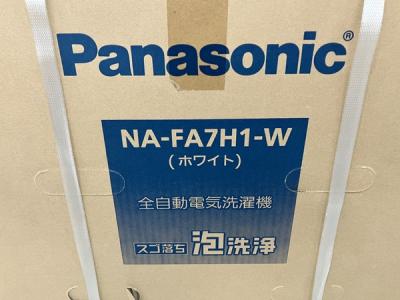 Panasonic®
NA-FA7H1-W
(ホワイト)
全自動電気洗濯機
スゴ落ち 泡洗浄